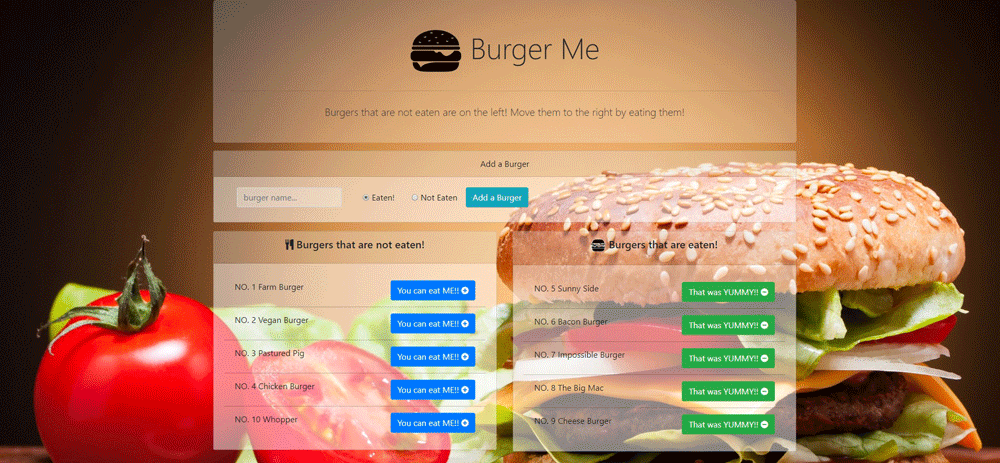 Burger Me
Burgers that are not eaten are on the left! Move them to the right by eating them!
Add a Burger
burger name...
Eaten!
Not Eaten
Add a Burger
Burgers that are not eaten!
NO. 1 Farm Burger
You can eat ME!!
NO. 2 Vegan Burger
You can eat ME!!
NO. 3 Pastured Pig
You can eat ME!!
NO. 4 Chicken Burger
You can eat ME!!
NO. 10 Whopper
You can eat ME!!
Burgers that are eaten!
NO. 5 Sunny Side
That was YUMMY!!
NO. 6 Bacon Burger
That was YUMMY!!
NO. 7 Impossible Burger
That was YUMMY!!
NO. 8 The Big Mac
That was YUMMY!!
NO. 9 Cheese Burger
That was YUMMY!!